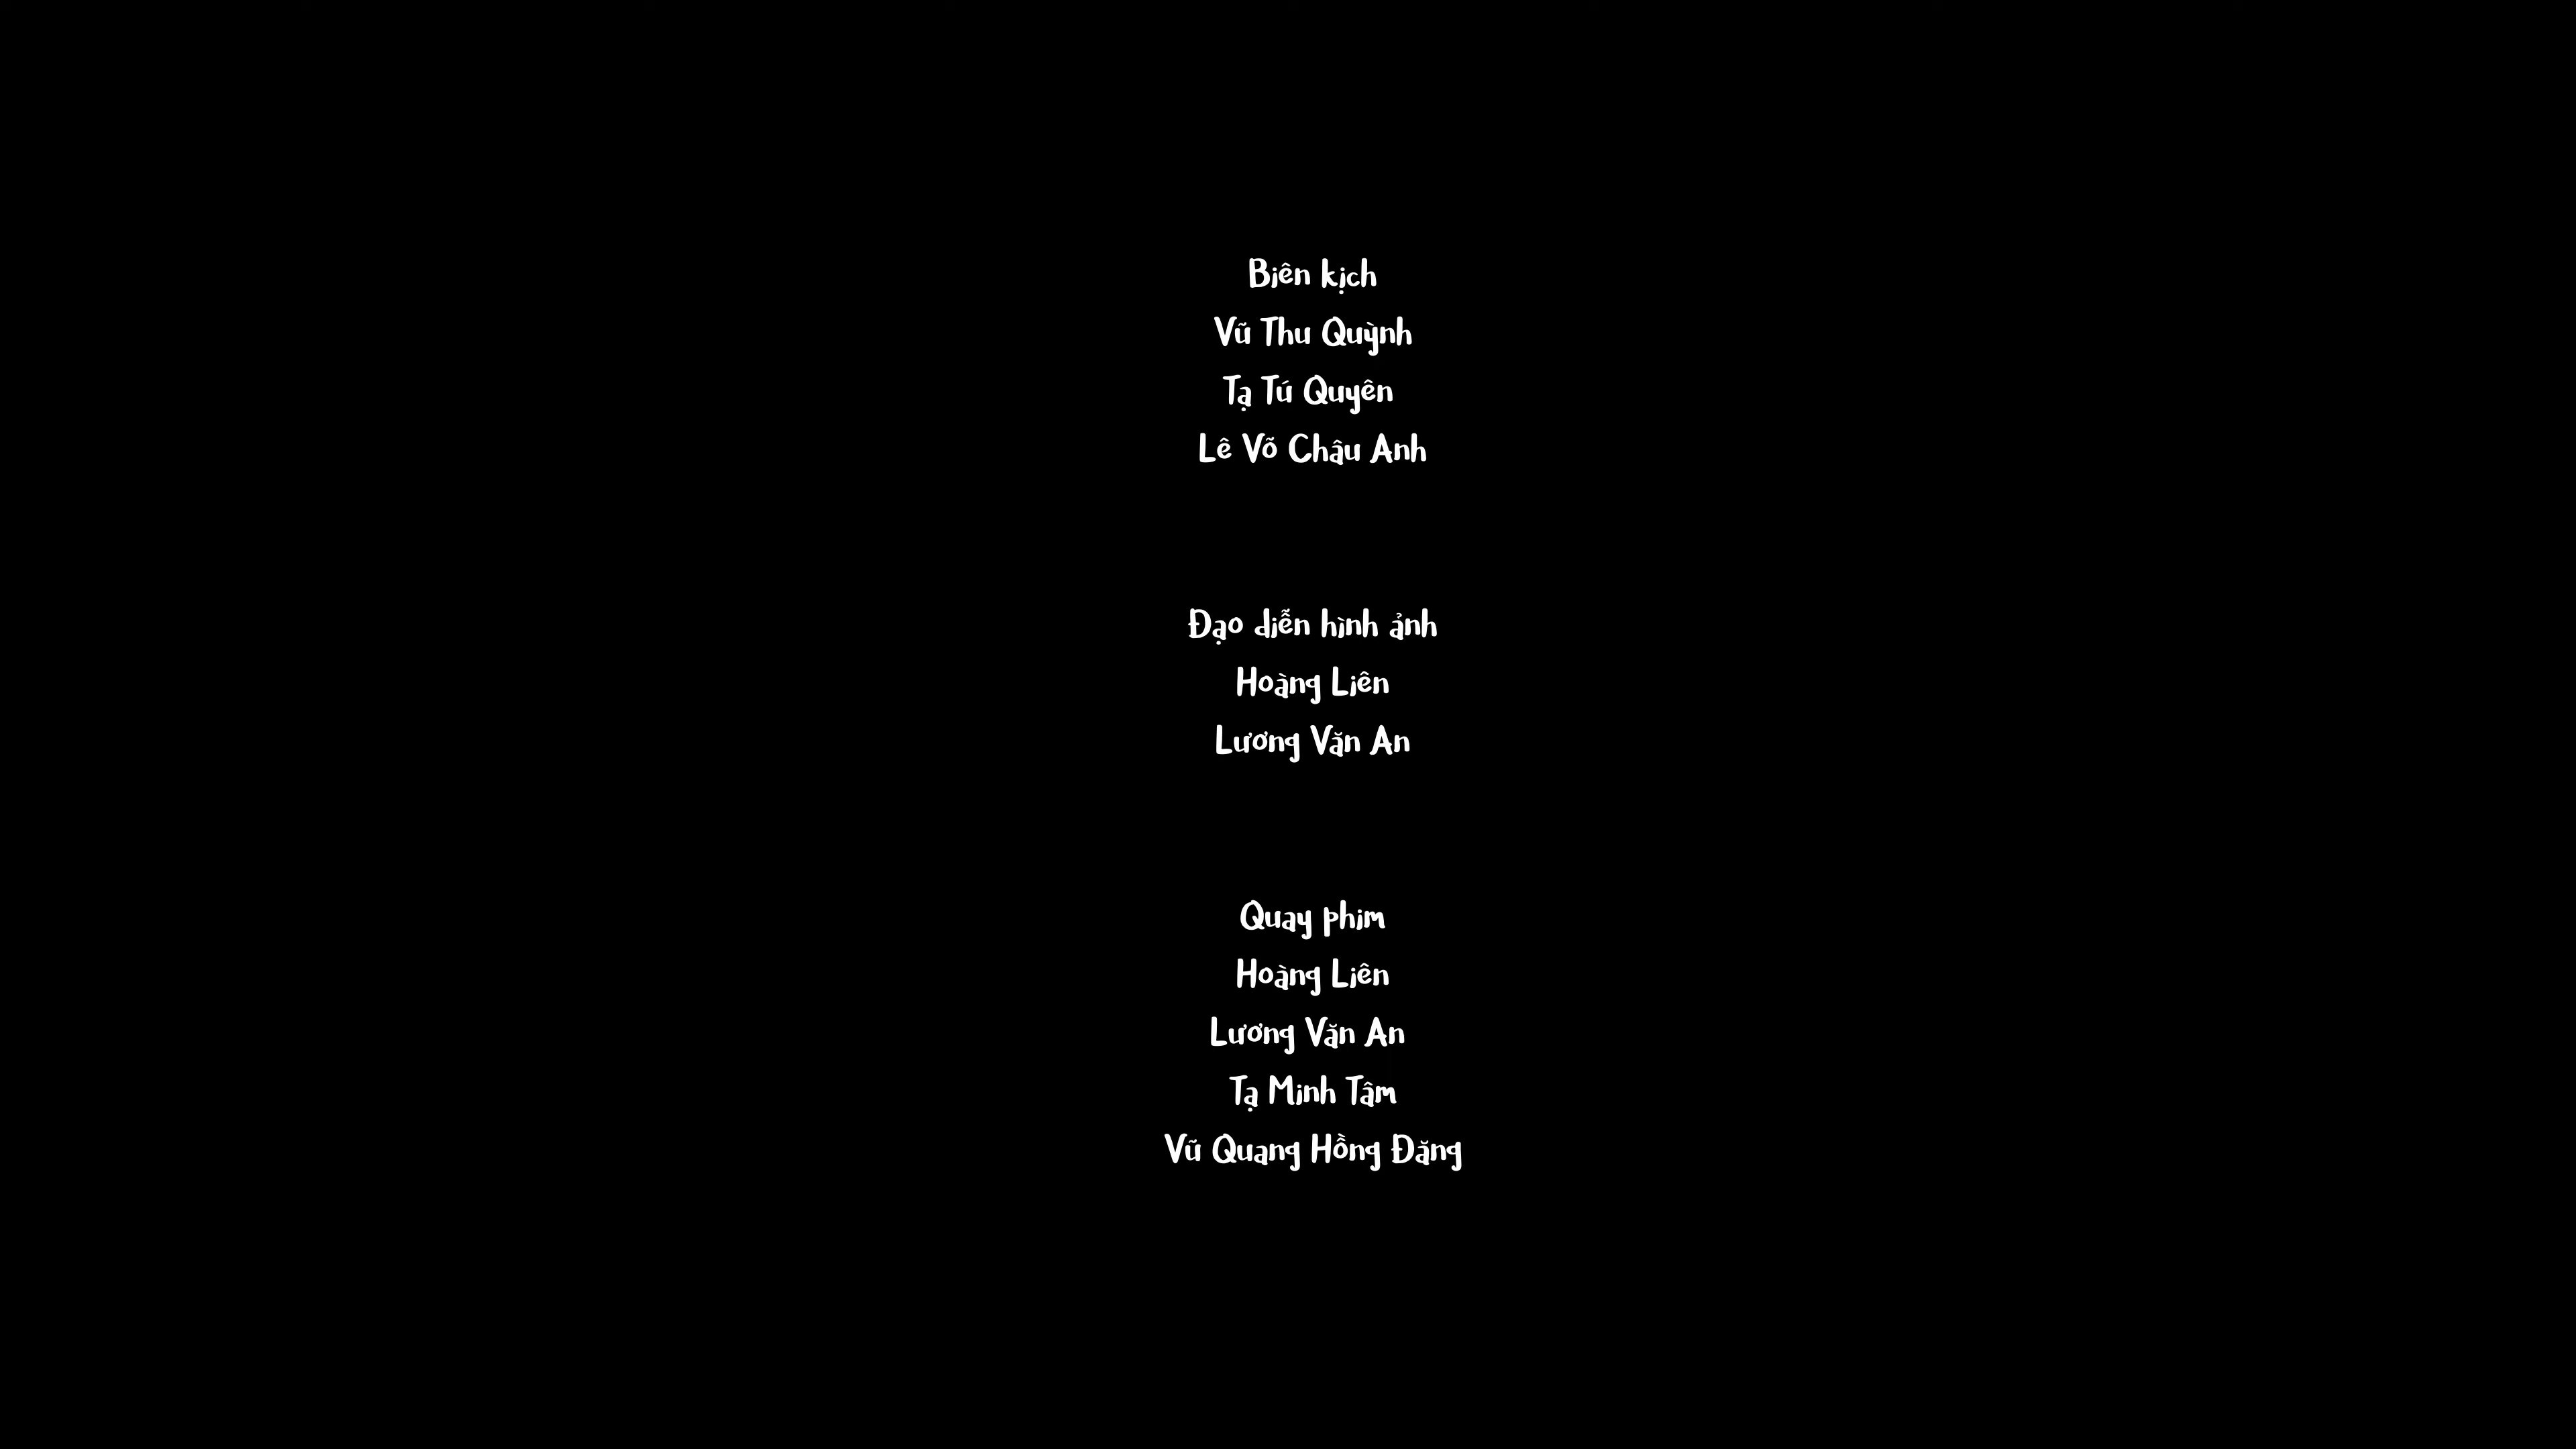 Biên kịch
Vũ Thu Quỳnh
Tạ Tú Quyên
Lê Võ Châu Anh
Đạo diễn hình ảnh
Hoàng Liên
Lương Văn An
Quay phim
Hoàng Liên
Lương Văn An
Tạ Minh Tâm
Vũ Quang Hồng Đăng